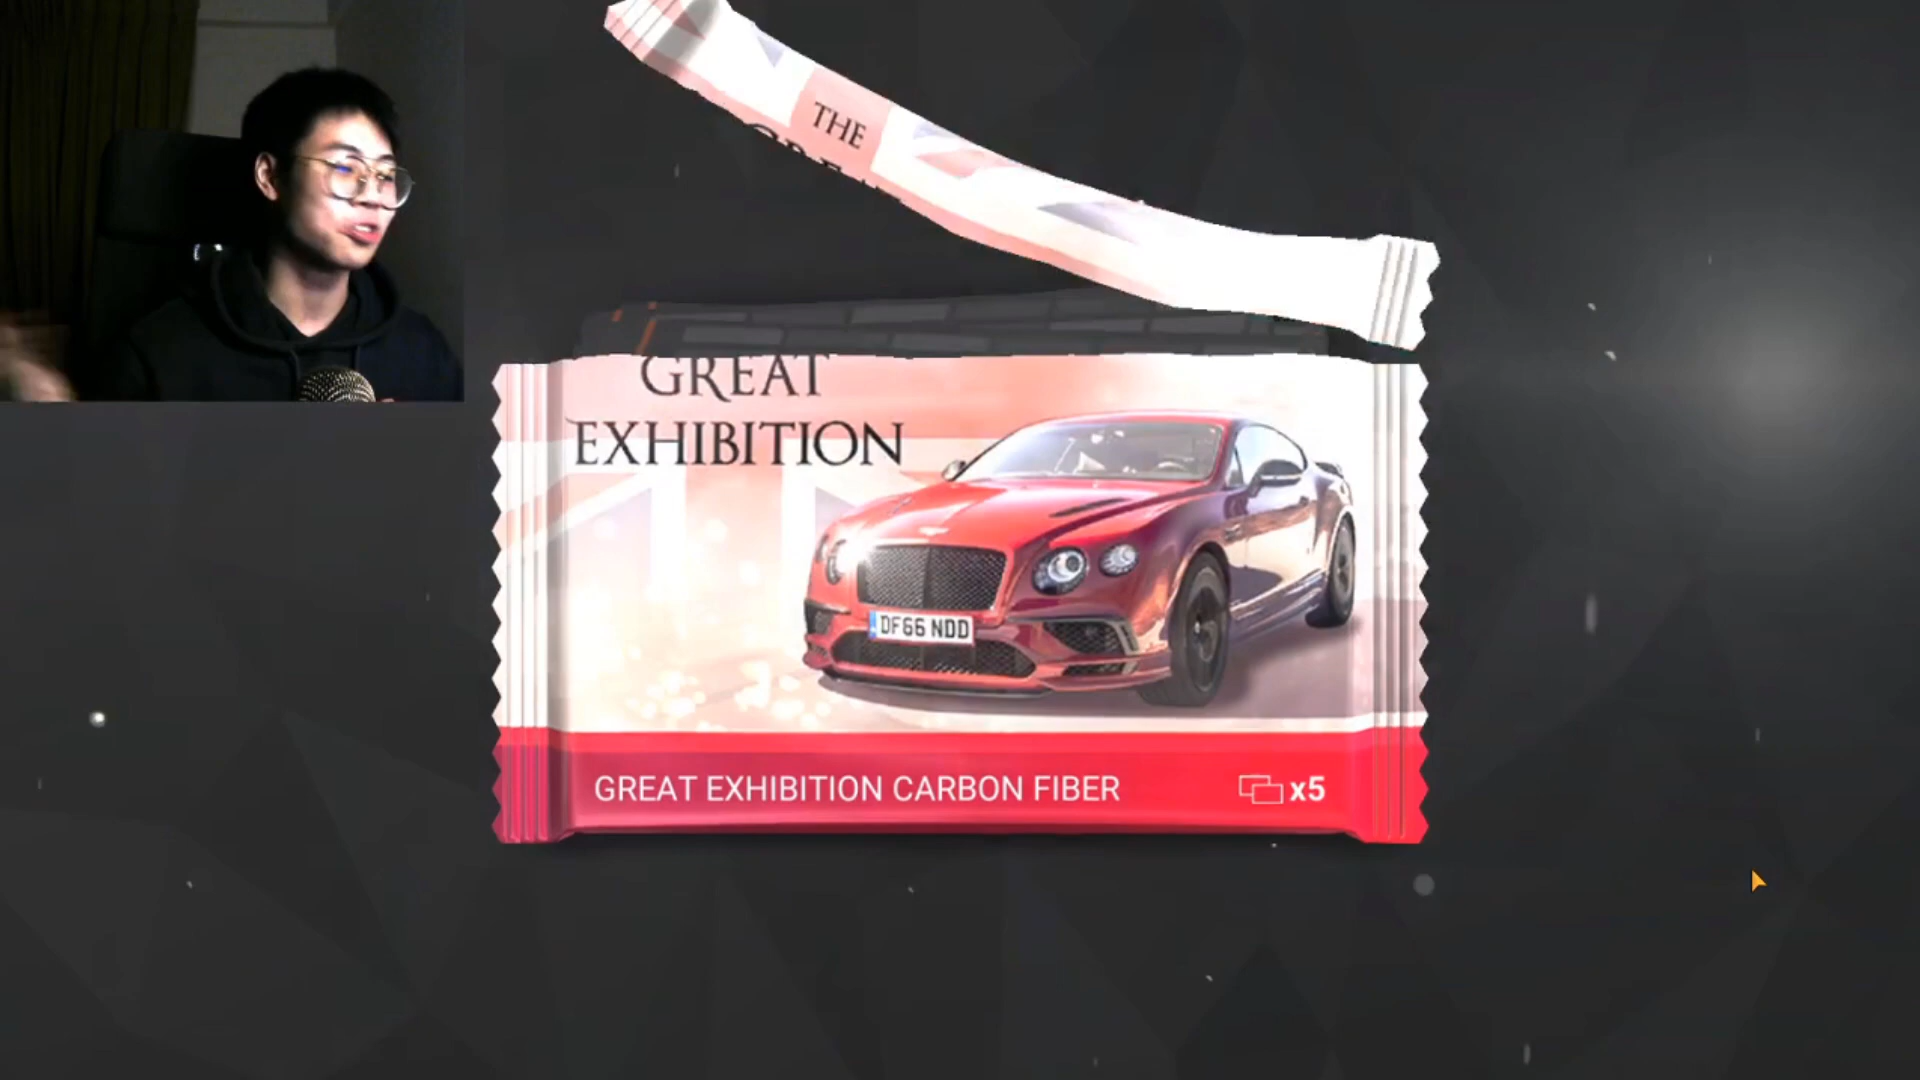 THE
GREAT
EXHIBITION
DF66 NDD
GREAT EXHIBITION CARBON FIBER
x5